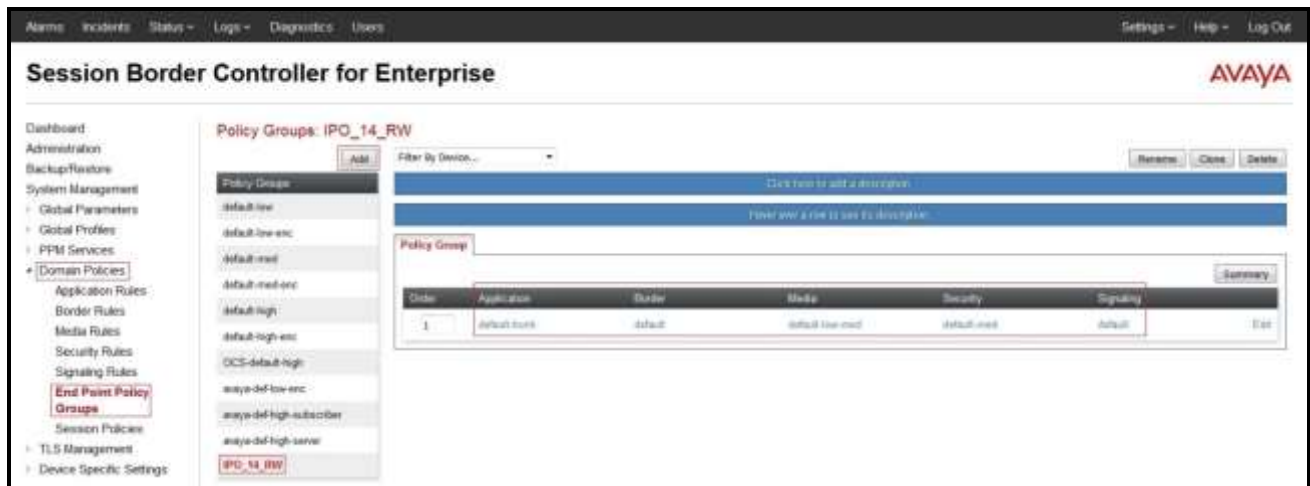 Alarms Incidents Status Logs Diagnostics Users Settings Help Log Out
Session Border Controller for Enterprise
AVAYA
Dashboard
Administration
Backup/Restore
System Management
Global Parameters
Global Profiles
PPM Services
Domain Policies
Application Rules
Border Rules
Media Rules
Security Rules
Signaling Rules
End Point Policy
Groups
Session Policies
TLS Management
Device Specific Settings
Policy Groups: IPO_14_RW
Add
Filter By Device...
Rename Clone Delete
Policy Groups
default-low
default-low-enc
default-med
default-med-enc
default-high
default-high-enc
OCS-default-high
avaya-def-low-enc
avaya-def-high-subscriber
avaya-def-high-server
IPO_14_RW
Click here to add a description.
Hover over a row to see its description.
Policy Group
Summary
Order Application Border Media Security Signaling
1 default-trunk default default-low-med default-med default Edit